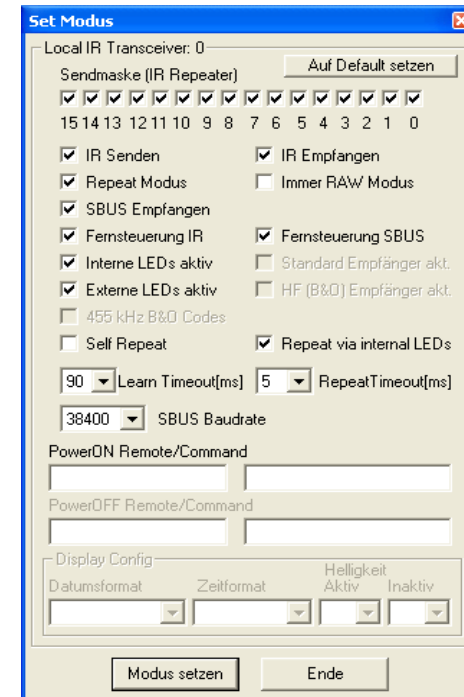 Set Modus
Local IR Transceiver: 0
Sendmaske (IR Repeater) Auf Default setzen
15 14 13 12 11 10 9 8 7 6 5 4 3 2 1 0
IR Senden IR Empfangen
Repeat Modus Immer RAW Modus
SBUS Empfangen
Fernsteuerung IR Fernsteuerung SBUS
Interne LEDs aktiv Standard Empfänger akt.
Externe LEDs aktiv HF (B&O) Empfänger akt.
455 kHz B&O Codes
Self Repeat Repeat via internal LEDs
90 Learn Timeout[ms] 5 RepeatTimeout[ms]
38400 SBUS Baudrate
PowerON Remote/Command
PowerOFF Remote/Command
Display Config
Helligkeit
Datumsformat Zeitformat Aktiv Inaktiv
Modus setzen Ende